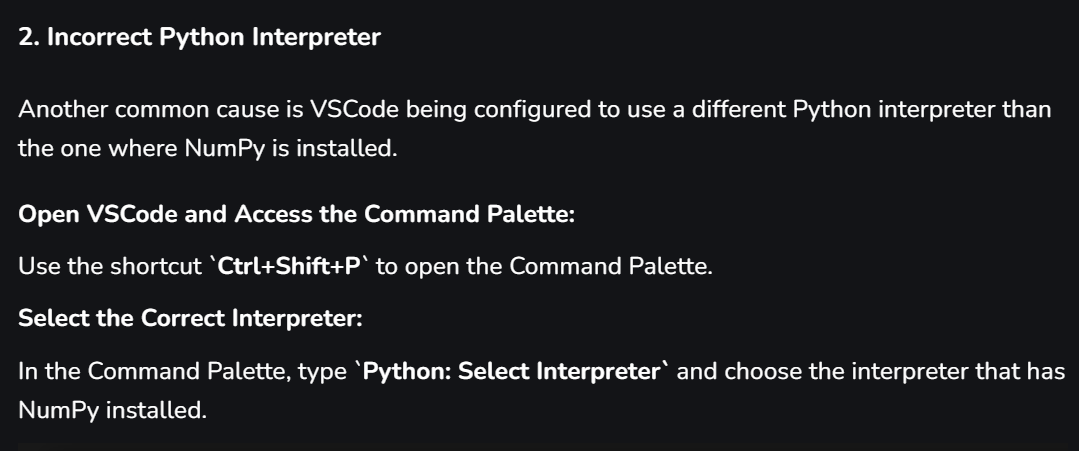 2. Incorrect Python Interpreter
Another common cause is VSCode being configured to use a different Python interpreter than
the one where NumPy is installed.
Open VSCode and Access the Command Palette:
Use the shortcut `Ctrl+Shift+P` to open the Command Palette.
Select the Correct Interpreter:
In the Command Palette, type `Python: Select Interpreter` and choose the interpreter that has
NumPy installed.